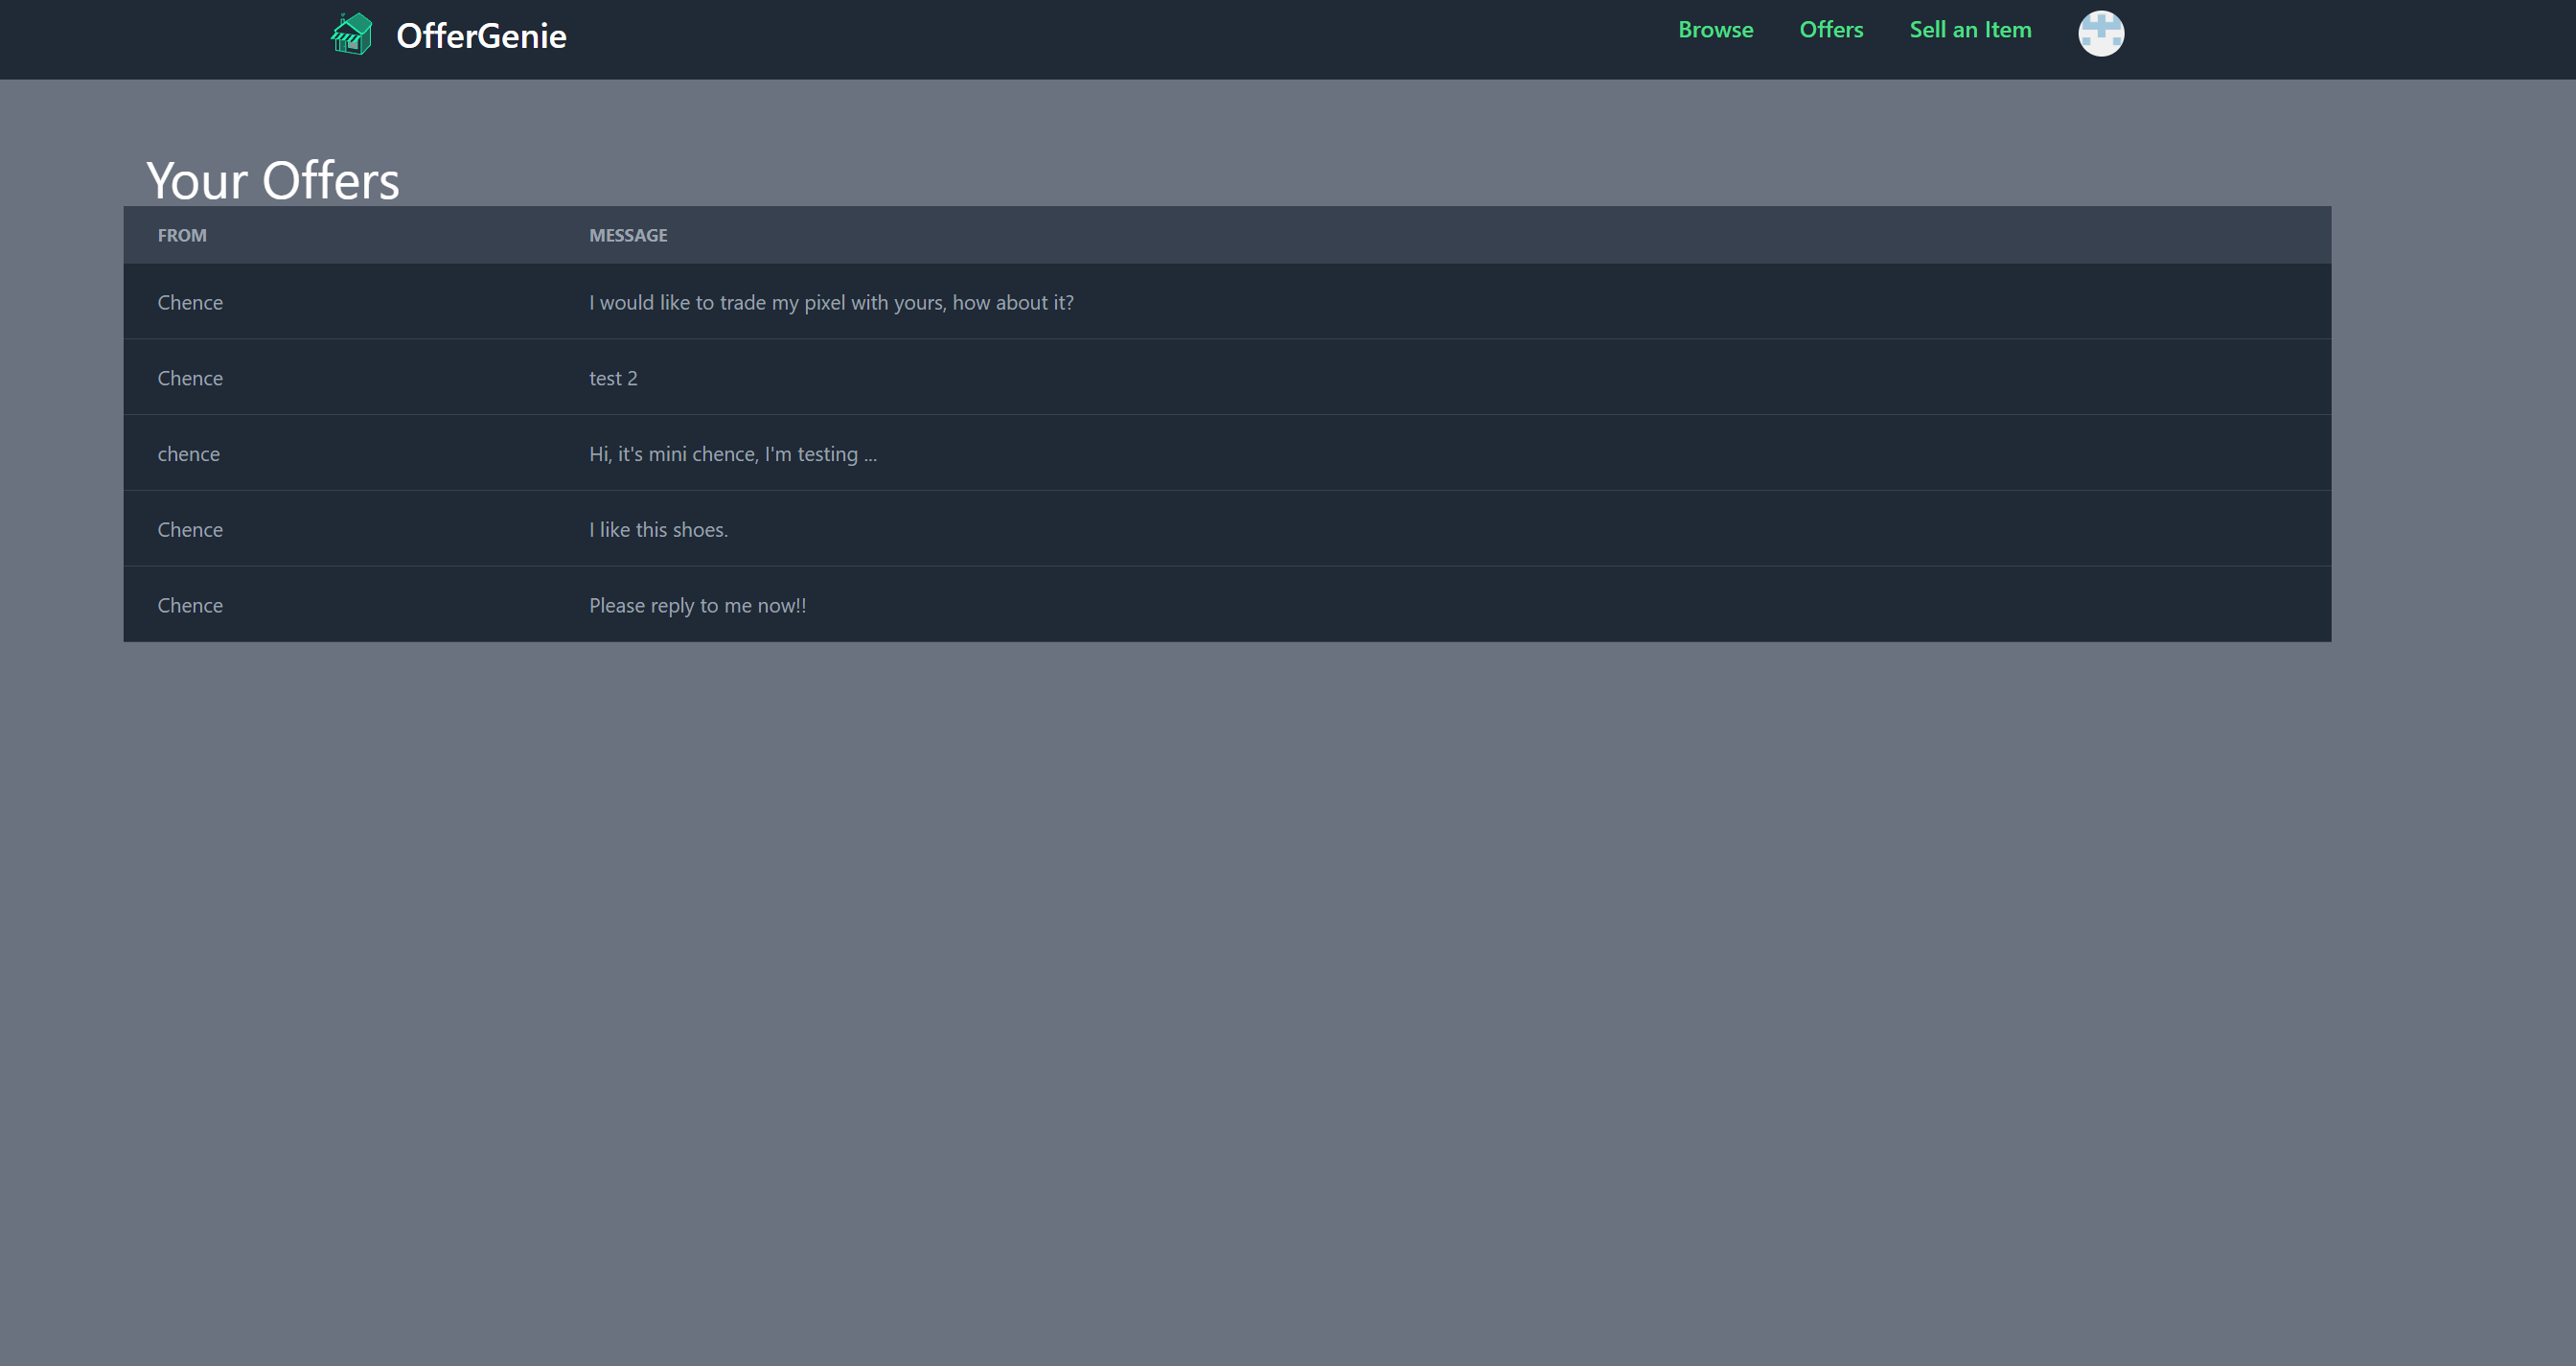 OfferGenie
Browse Offers Sell an Item
Your Offers
FROM MESSAGE
Chence I would like to trade my pixel with yours, how about it?
Chence test 2
chence Hi, it's mini chence, I'm testing ...
Chence I like this shoes.
Chence Please reply to me now!!